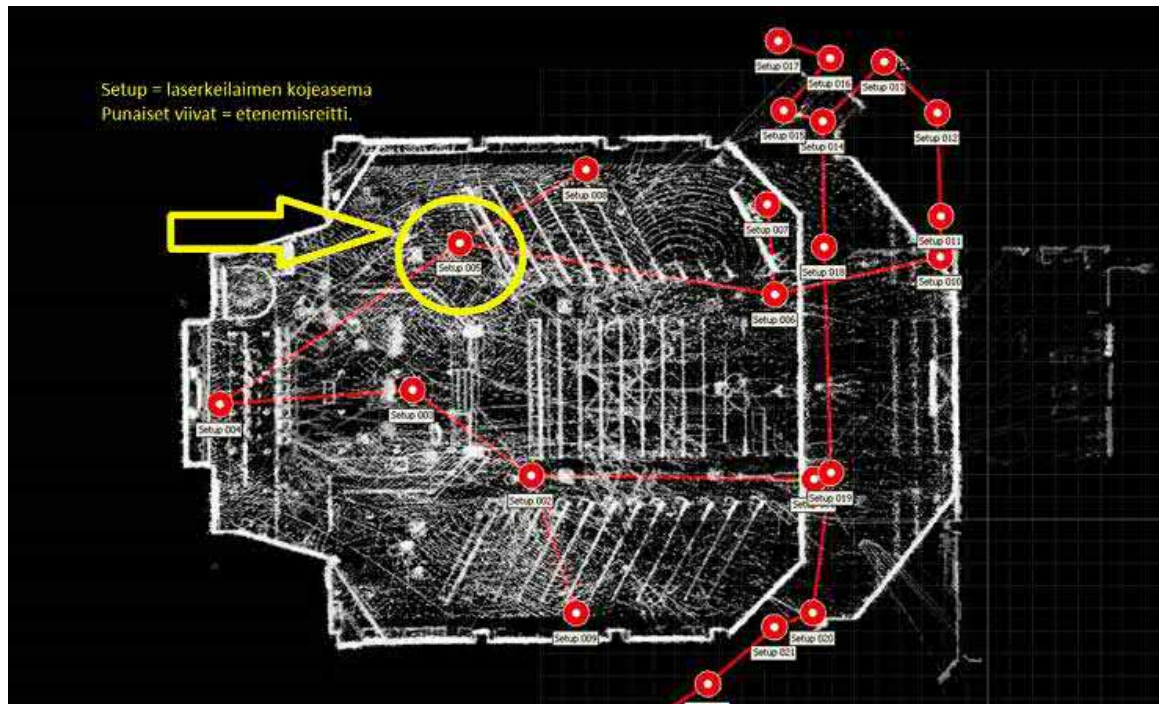 Setup = laserkeilaimen kojeasema
Punaiset viivat = etenemisreitti.
Setup 017
Setup 016
Setup 013
Setup 015
Setup 014
Setup 012
Setup 008
Setup 007
Setup 011
Setup 005
Setup 018
Setup 010
Setup 006
Setup 003
Setup 004
Setup 002
Setup 019
Setup 009
Setup 020
Setup 021